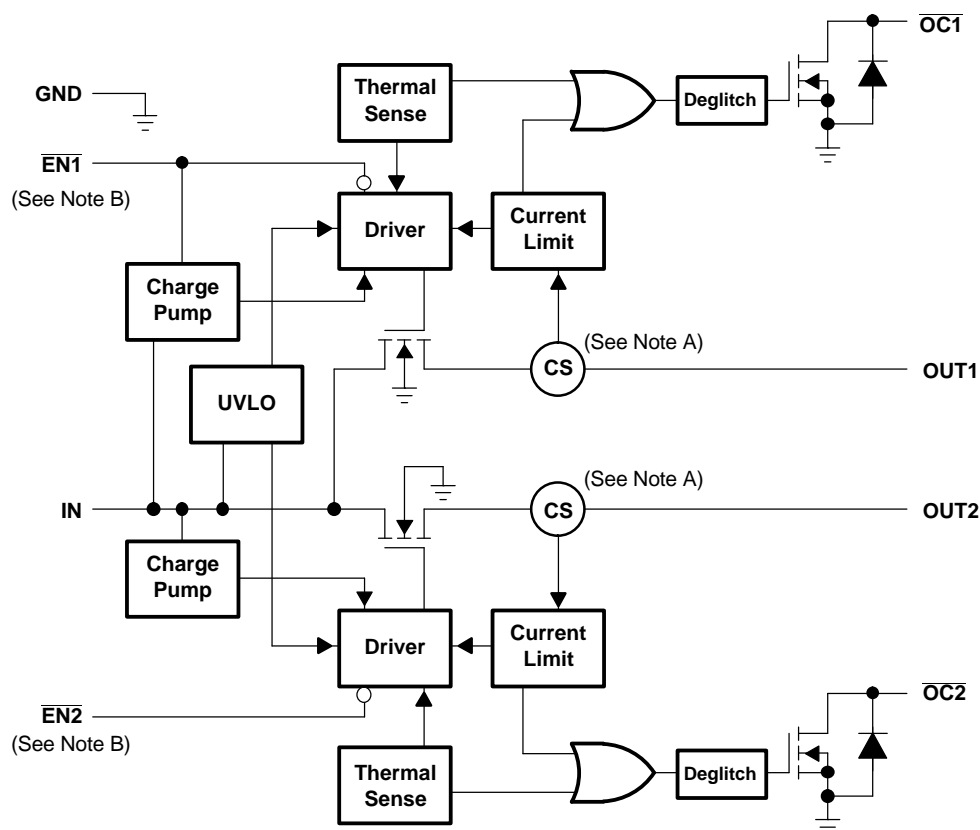 OC1
Thermal
Sense
Deglitch
GND
EN1
(See Note B)
Driver
Current
Limit
Charge
Pump
(See Note A)
CS
OUT1
UVLO
(See Note A)
IN
CS
OUT2
Charge
Pump
Driver
Current
Limit
EN2
(See Note B)
OC2
Thermal
Sense
Deglitch